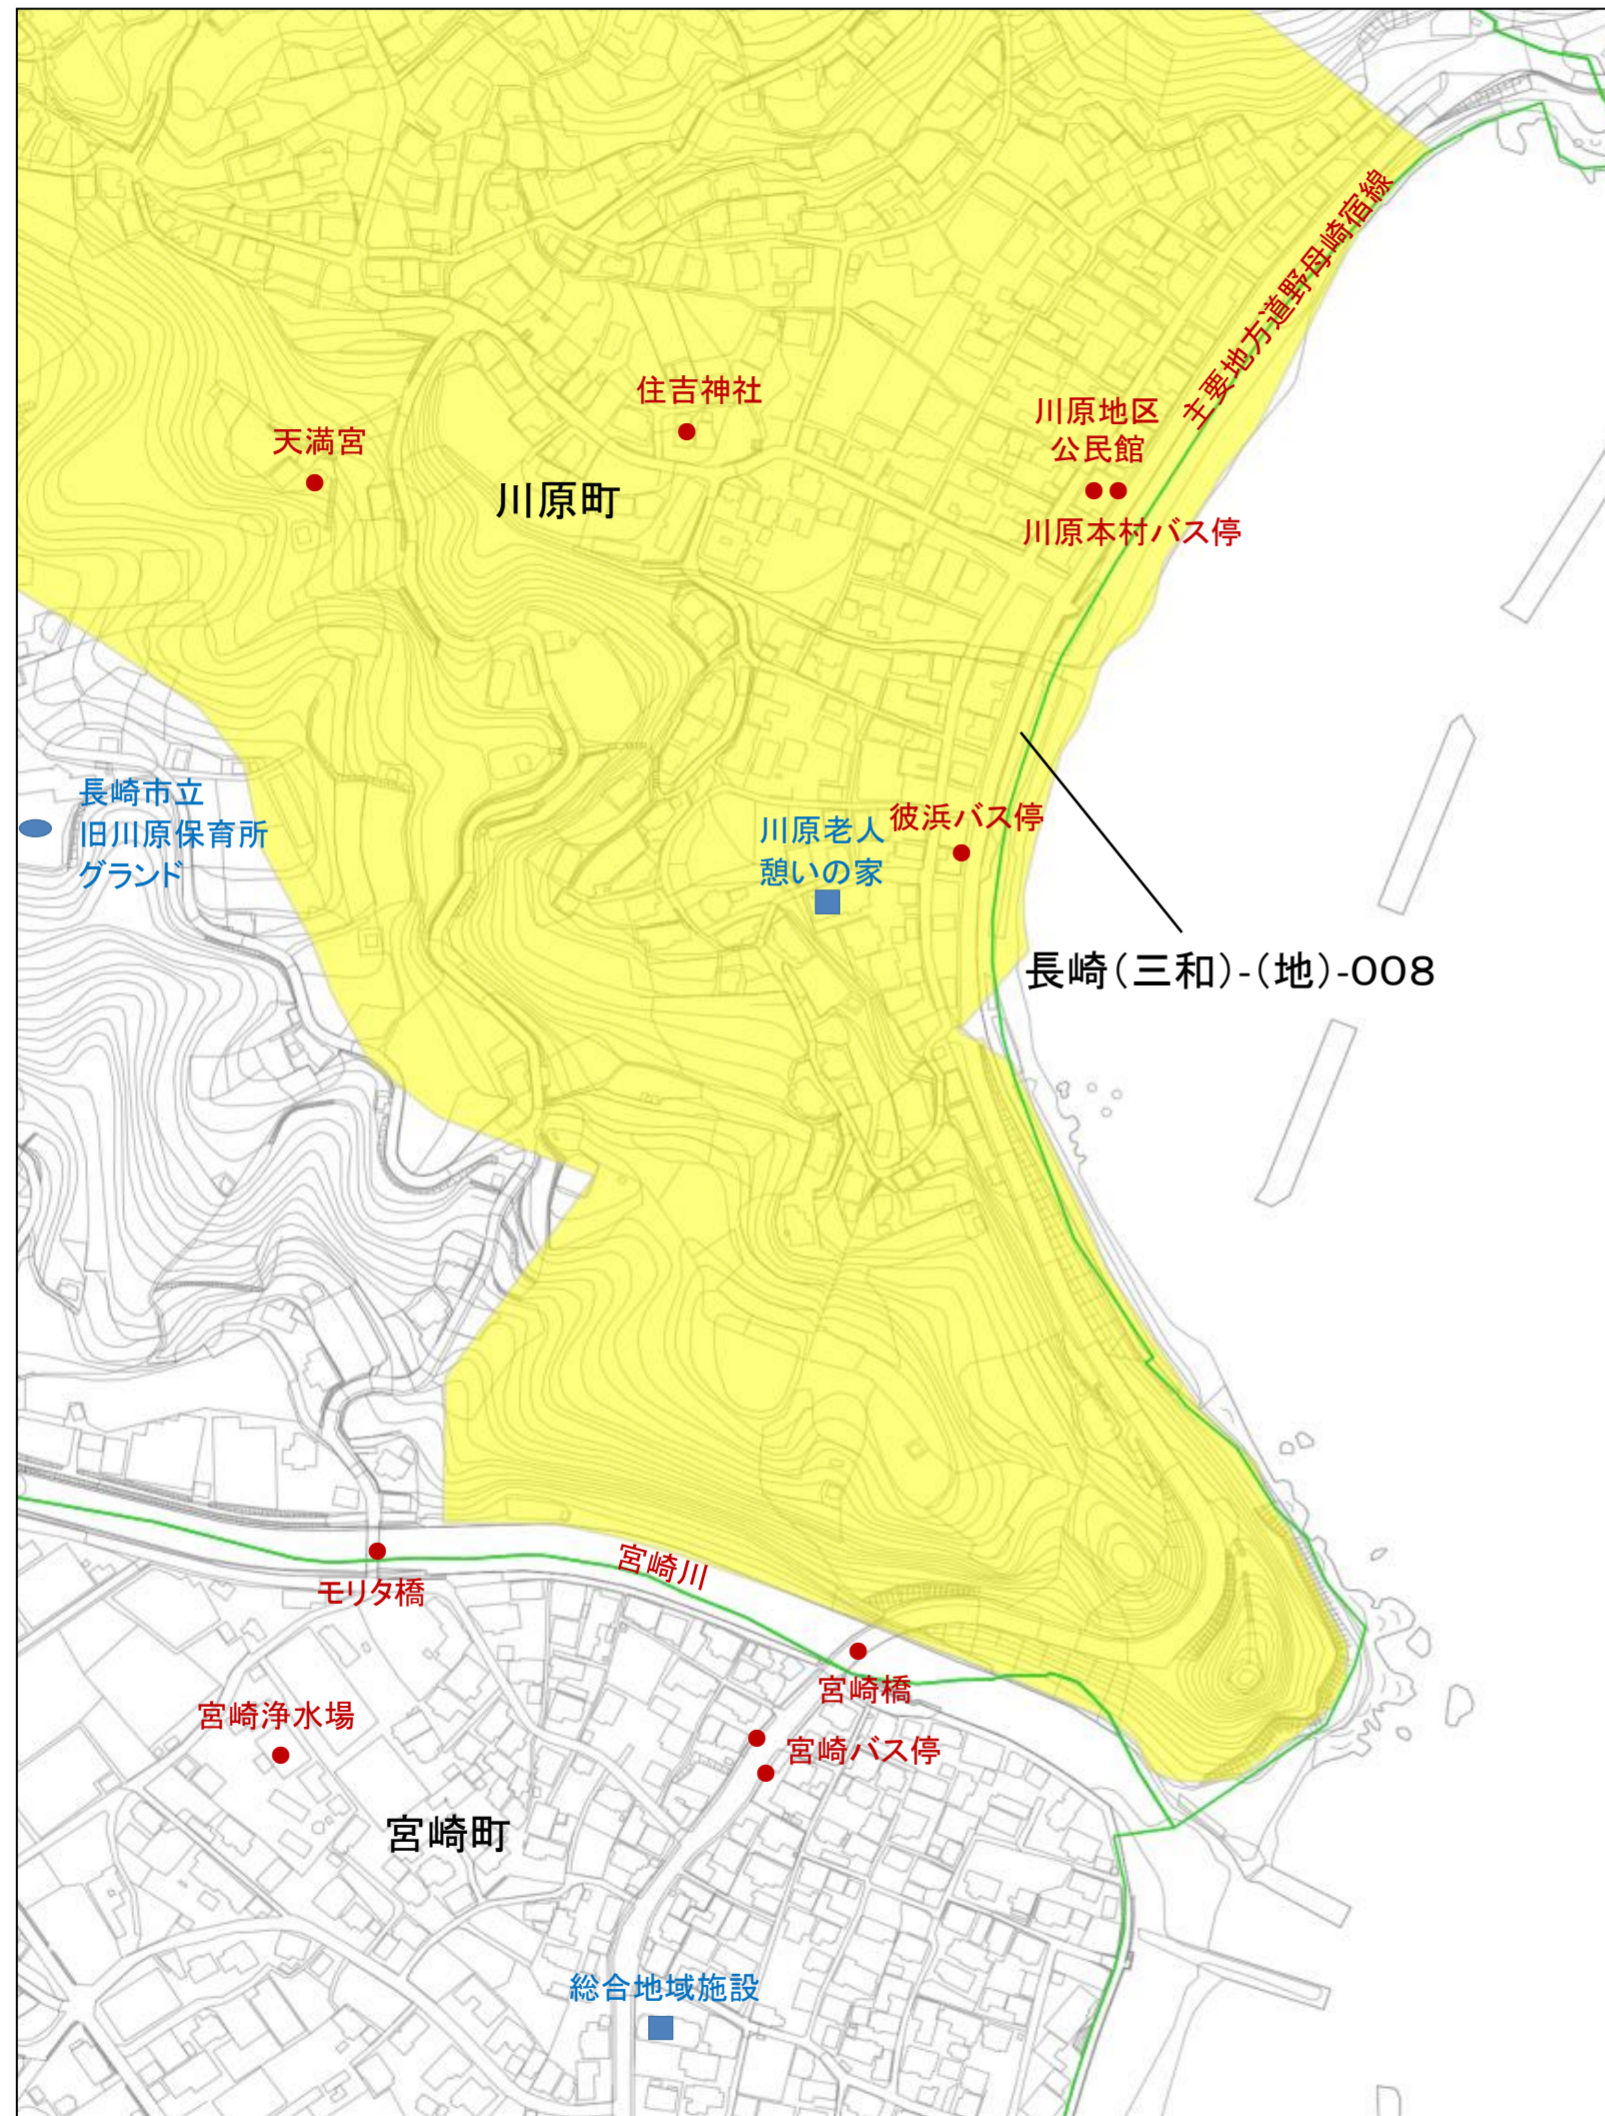 主要地方道野母崎宿線
住吉神社
川原地区
公民館
天満宮
川原町
川原本村バス停
長崎市立
旧川原保育所
グランド
川原老人
憩いの家
彼浜バス停
長崎(三和)-(地)-008
宮崎川
モリタ橋
宮崎橋
宮崎浄水場
宮崎バス停
宮崎町
総合地域施設